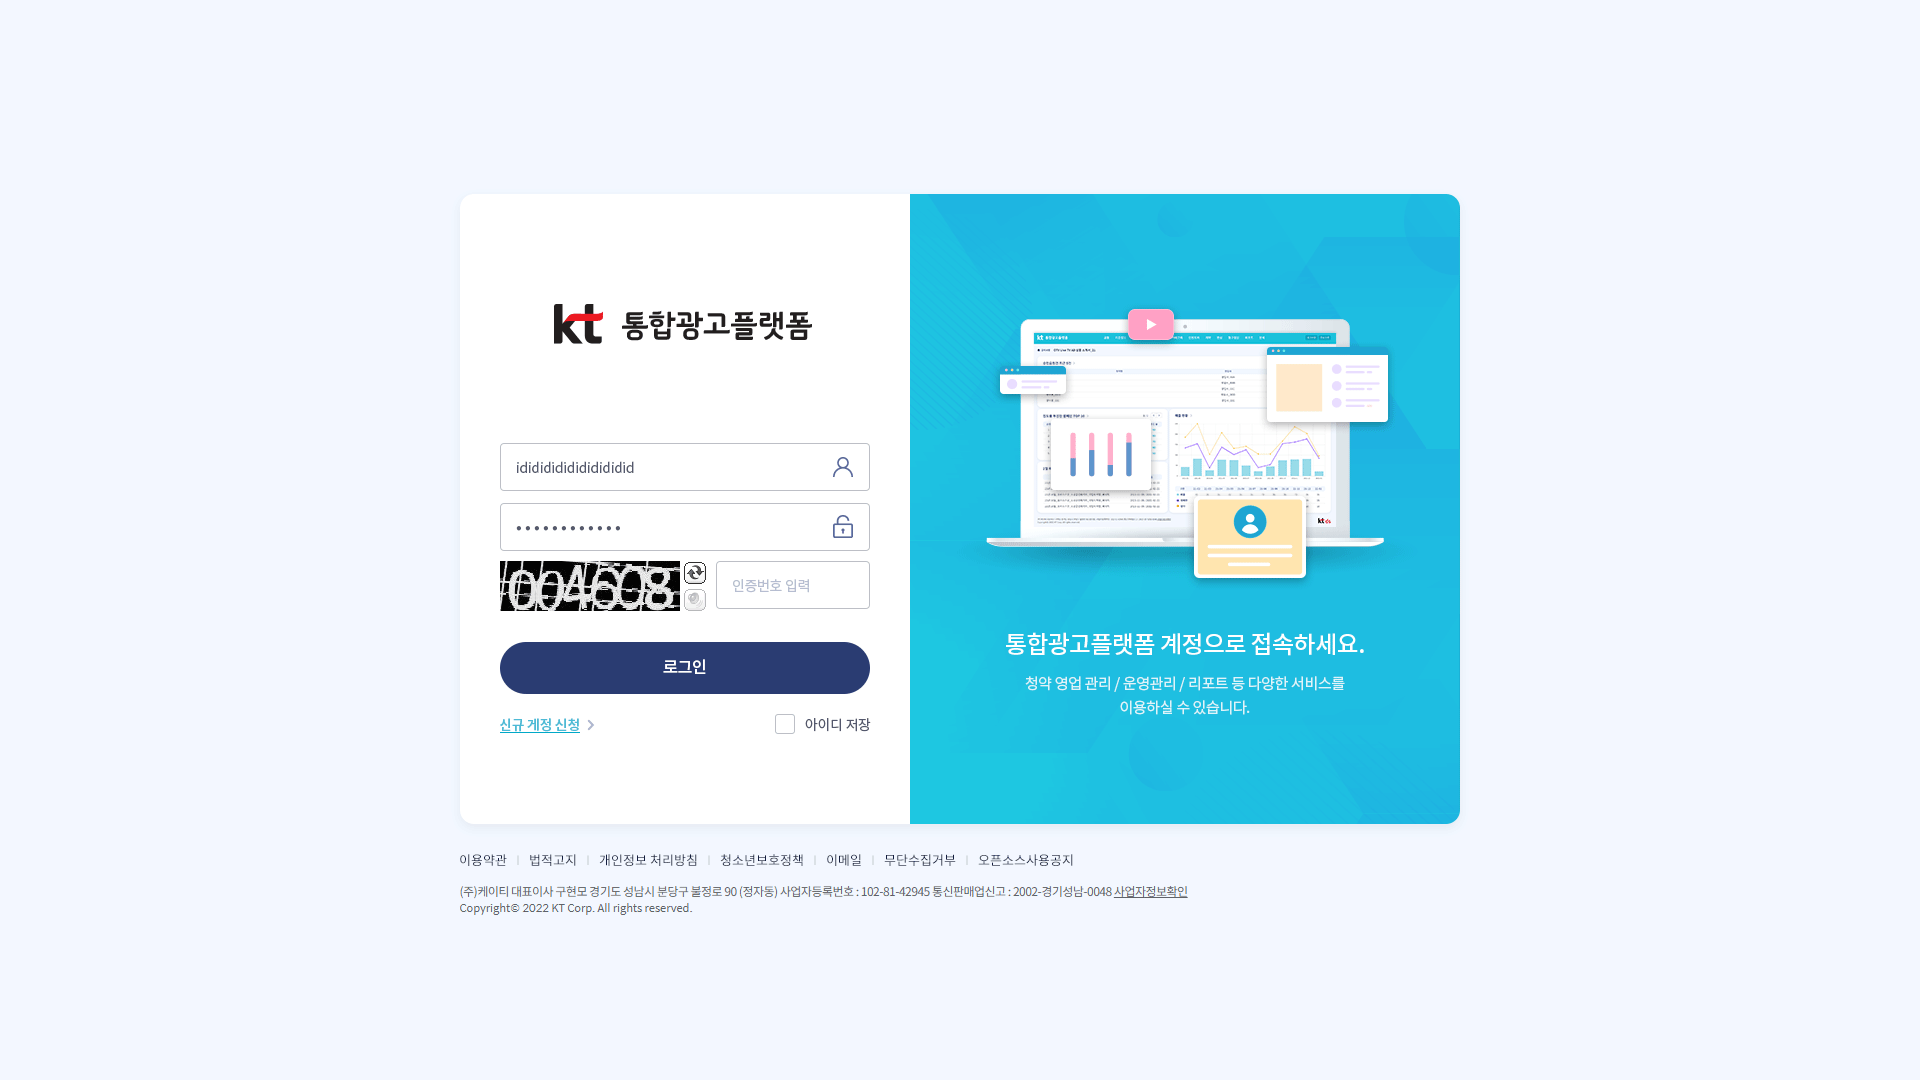 kt 통합광고플랫폼
idididididididididid
004608
인증번호 입력
로그인
신규 계정 신청
아이디 저장
통합광고플랫폼 계정으로 접속하세요.
청약 영업 관리 / 운영관리 / 리포트 등 다양한 서비스를
이용하실 수 있습니다.
이용약관 | 법적고지 | 개인정보 처리방침 | 청소년보호정책 | 이메일 | 무단수집거부 | 오픈소스사용공지
(주)케이티 대표이사 구현모 경기도 성남시 분당구 불정로 90 (정자동) 사업자등록번호 : 102-81-42945 통신판매업신고 : 2002-경기성남-0048 사업자정보확인
Copyright© 2022 KT Corp. All rights reserved.